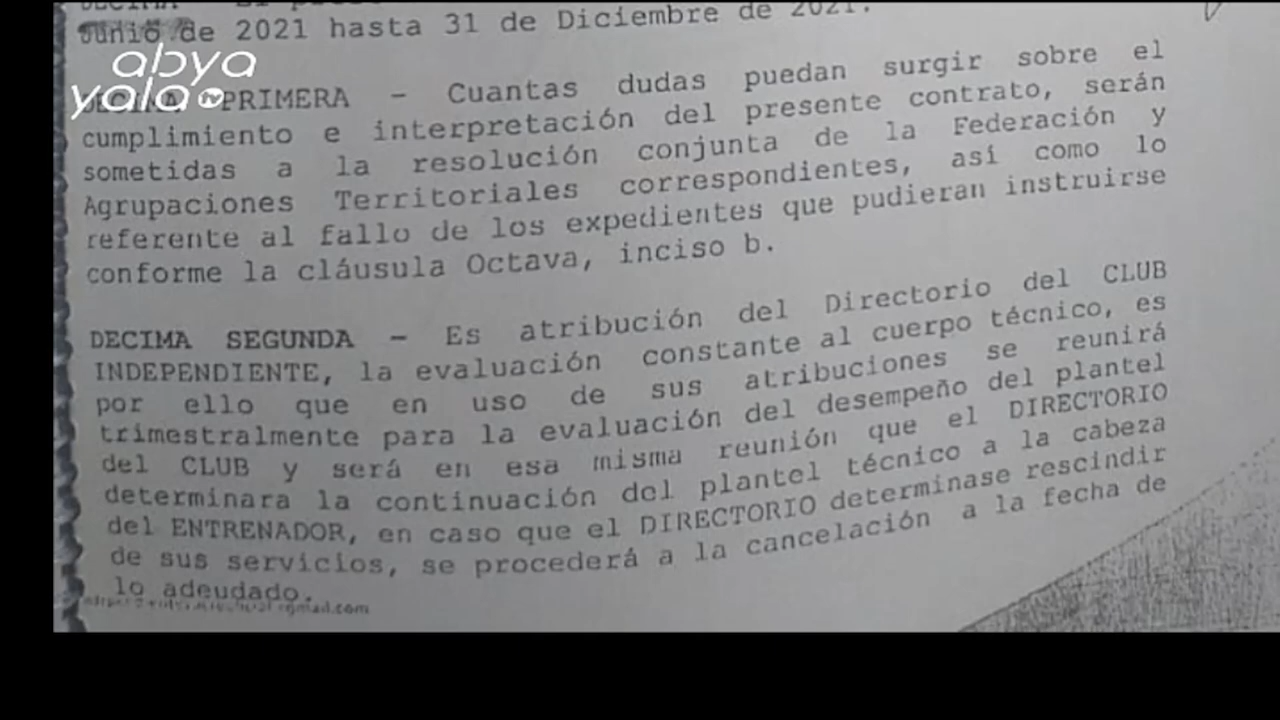 Junio de 2021 hasta 31 de Diciembre de 2021.
abya
yala tv
DECIMA PRIMERA - Cuantas dudas puedan surgir sobre el
cumplimiento e interpretación del presente contrato, serán
sometidas a la resolución conjunta de la Federación y
Agrupaciones Territoriales correspondientes, así como lo
referente al fallo de los expedientes que pudieran instruirse
conforme la cláusula Octava, inciso b.
DECIMA SEGUNDA - Es atribución del Directorio del CLUB
INDEPENDIENTE, la evaluación constante al cuerpo técnico, es
por ello que en uso de sus atribuciones se reunirá
trimestralmente para la evaluación del desempeño del plantel
del CLUB y será en esa misma reunión que el DIRECTORIO
determinara la continuación del plantel técnico a la cabeza
del ENTRENADOR, en caso que el DIRECTORIO determinase rescindir
de sus servicios, se procederá a la cancelación a la fecha de
lo adeudado.
gmail.com